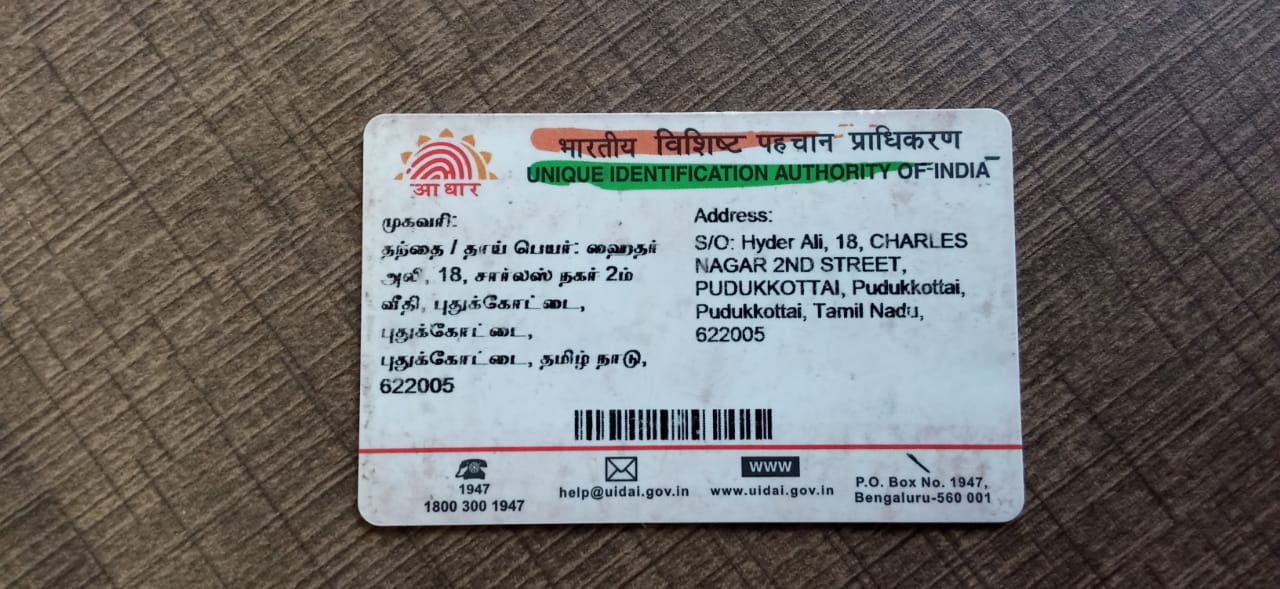 भारतीय विशिष्ट पहचान प्राधिकरण
UNIQUE IDENTIFICATION AUTHORITY OF INDIA
आधार
முகவரி:
தந்தை / தாய் பெயர்: ஹைதர்
அலி, 18, சார்லஸ் நகர் 2ம்
வீதி, புதுக்கோட்டை,
புதுக்கோட்டை,
புதுக்கோட்டை, தமிழ் நாடு,
622005
Address:
S/O: Hyder Ali, 18, CHARLES
NAGAR 2ND STREET,
PUDUKKOTTAI, Pudukkottai,
Pudukkottai, Tamil Nadu,
622005
1947
1800 300 1947
help@uidai.gov.in
www
www.uidai.gov.in
P.O. Box No. 1947,
Bengaluru-560 001